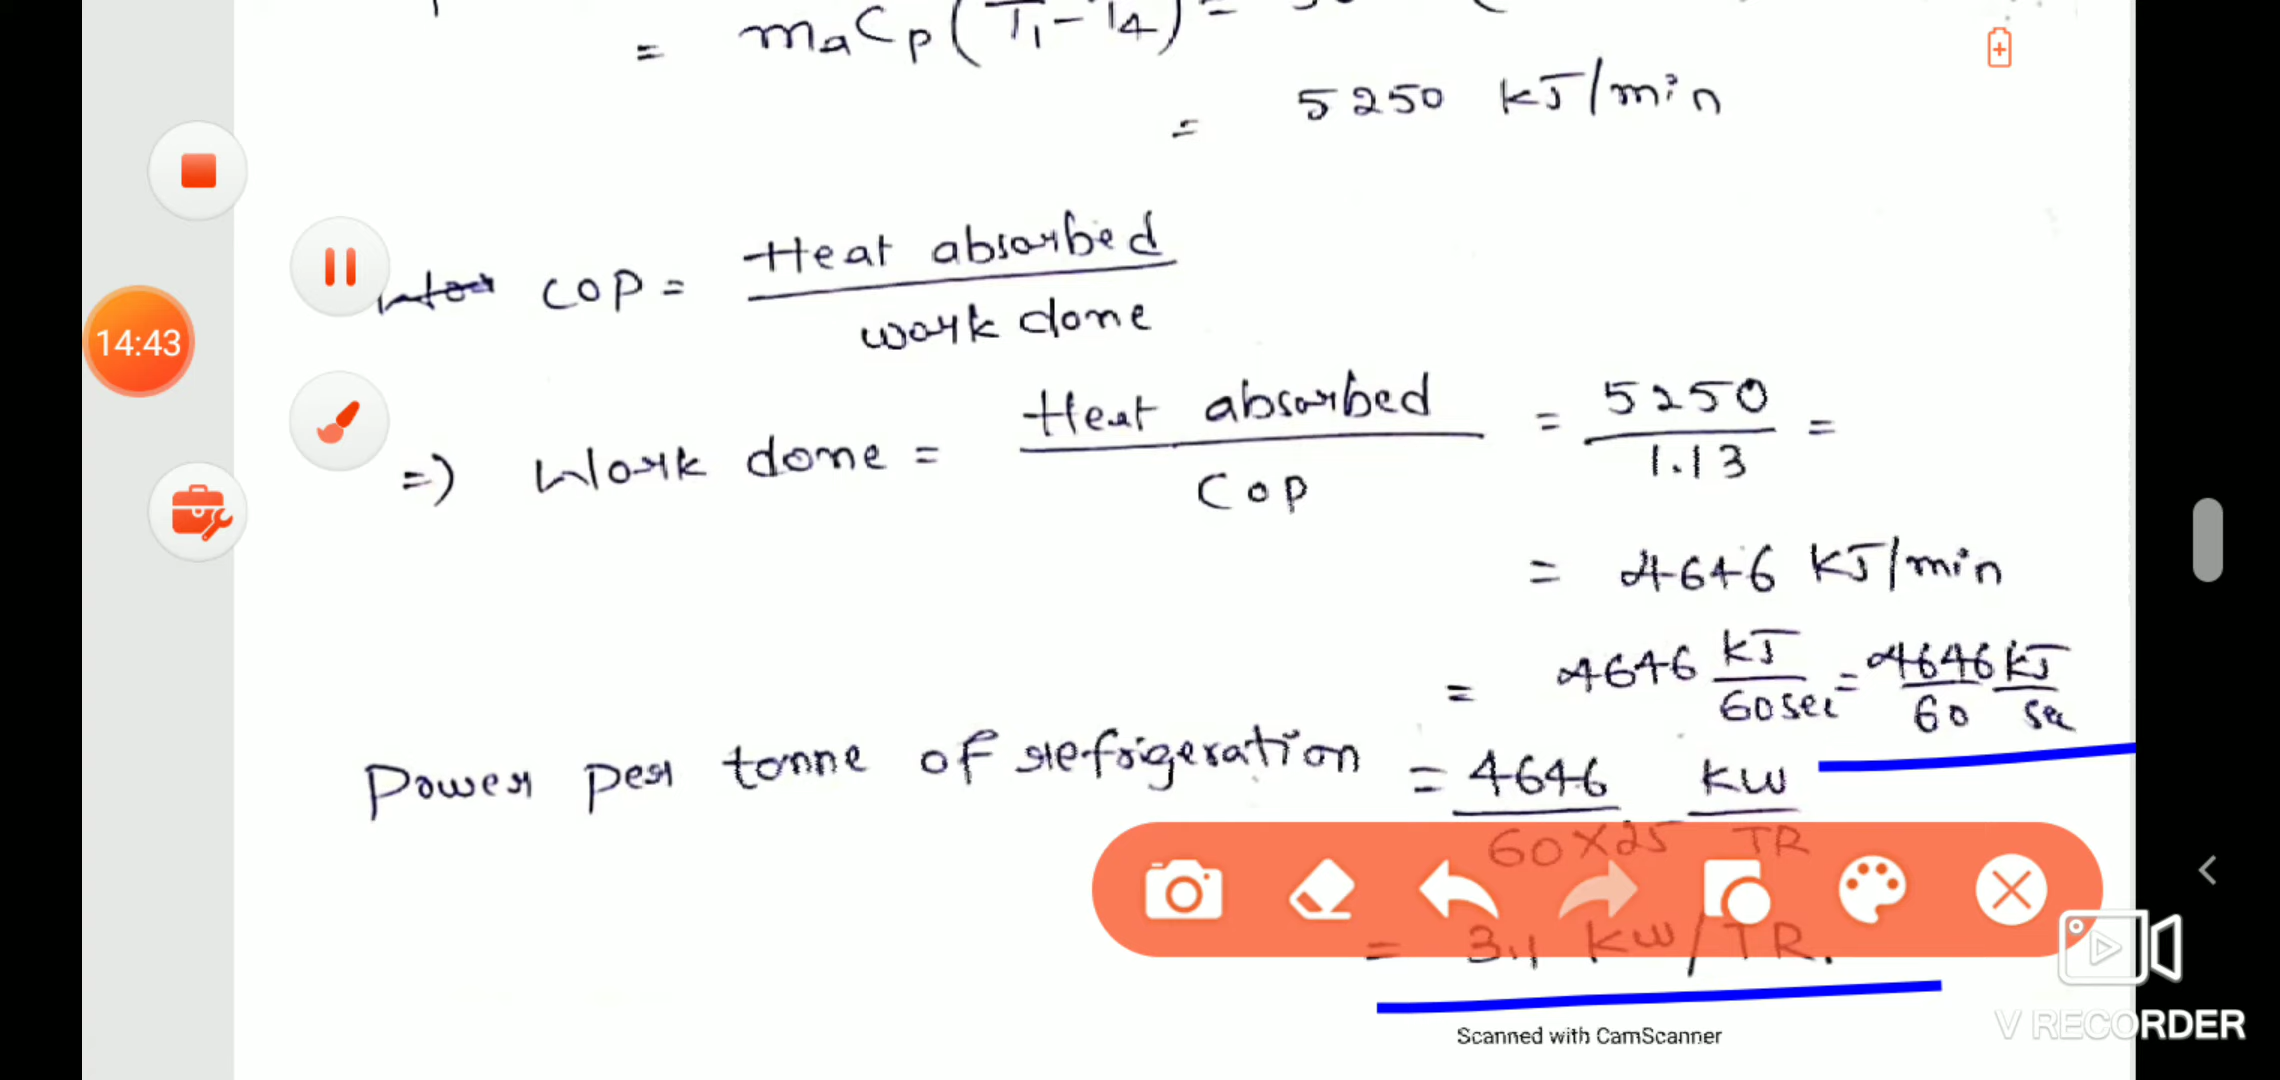 = maCp(T1-T4) =
= 5250 kJ/min
COP = Heat absorbed
work done
14:43
=) Work done = Heat absorbed = 5250 =
COP 1.13
= 4646 KJ/min
= 4646 kJ = 4646 kJ
60sec 60 sec
Power per tonne of refrigeration = 4646 kW
60×25 TR
= 3.1 kW/TR.
Scanned with CamScanner
V RECORDER